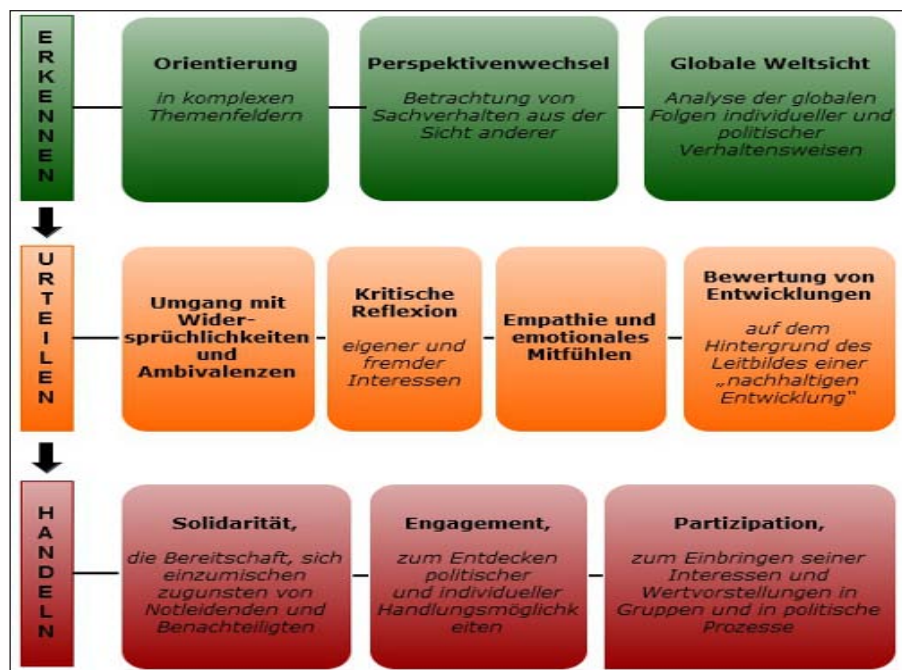 ERKENNEN
Orientierung
in komplexen
Themenfeldern
Perspektivenwechsel
Betrachtung von
Sachverhalten aus der
Sicht anderer
Globale Weltsicht
Analyse der globalen
Folgen individueller und
politischer
Verhaltensweisen
URTEILEN
Umgang mit
Wider-
sprüchlichkeiten
und
Ambivalenzen
Kritische
Reflexion
eigener und
fremder
Interessen
Empathie und
emotionales
Mitfühlen
Bewertung von
Entwicklungen
auf dem
Hintergrund des
Leitbildes einer
„nachhaltigen
Entwicklung“
HANDELN
Solidarität,
die Bereitschaft, sich
einzumischen
zugunsten von
Notleidenden und
Benachteiligten
Engagement,
zum Entdecken
politischer
und individueller
Handlungsmöglichk
eiten
Partizipation,
zum Einbringen seiner
Interessen und
Wertvorstellungen in
Gruppen und in politische
Prozesse